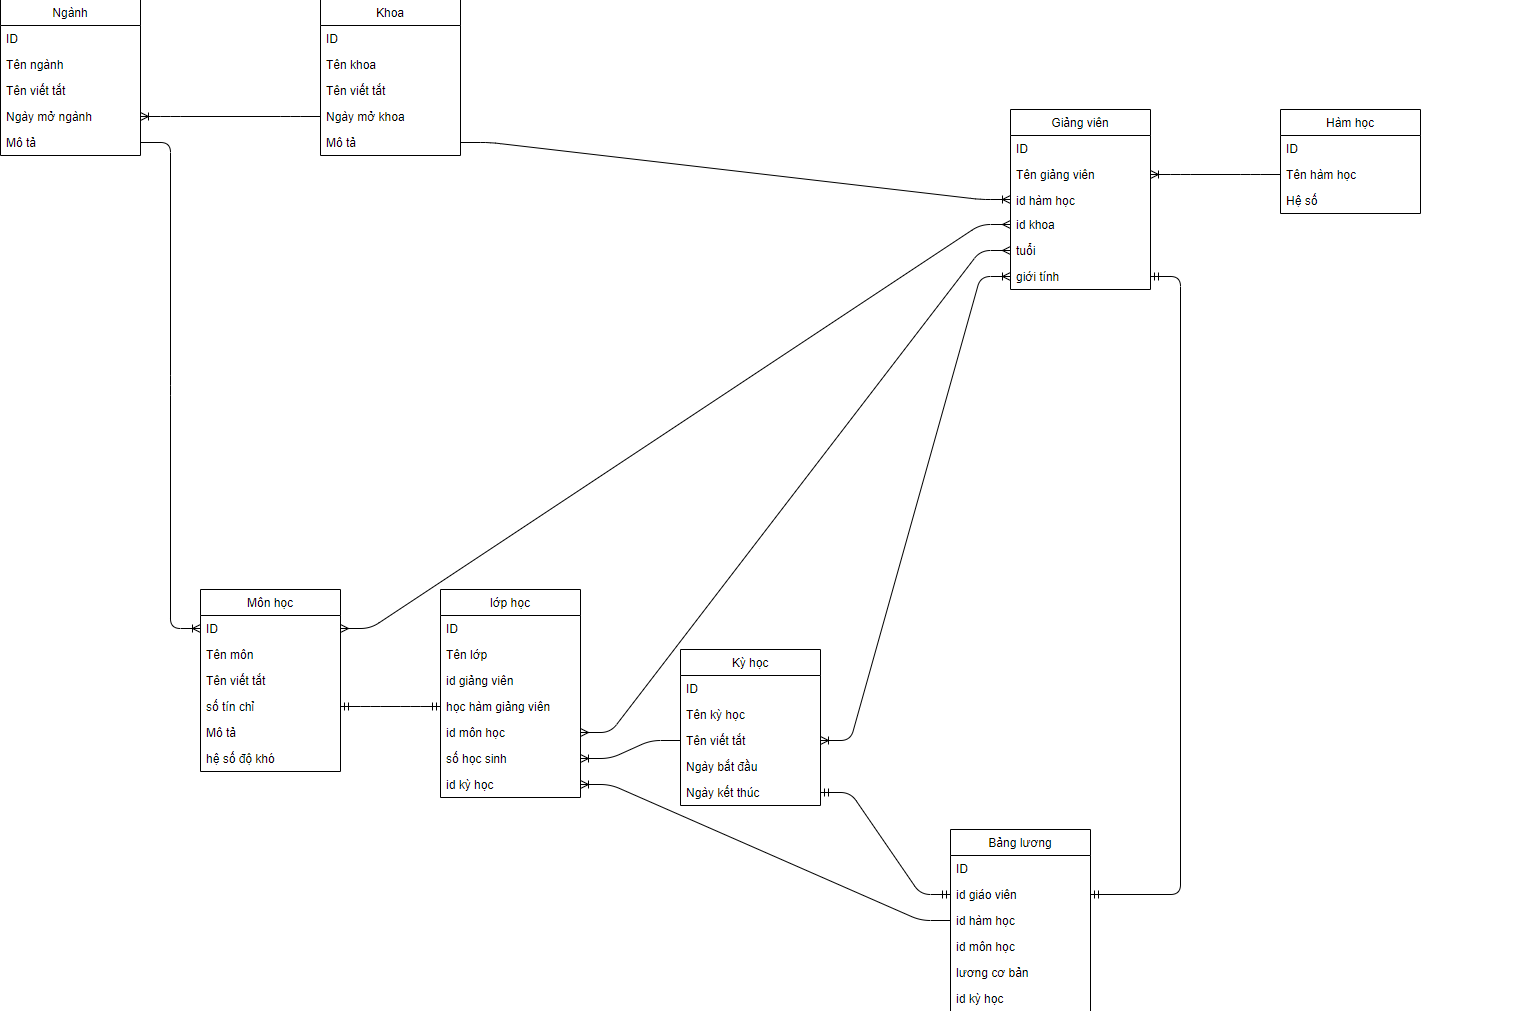 Ngành
ID
Tên ngành
Tên viết tắt
Ngày mở ngành
Mô tả
Khoa
ID
Tên khoa
Tên viết tắt
Ngày mở khoa
Mô tả
Giảng viên
ID
Tên giảng viên
id hàm học
id khoa
tuổi
giới tính
Hàm học
ID
Tên hàm học
Hệ số
Môn học
ID
Tên môn
Tên viết tắt
số tín chỉ
Mô tả
hệ số độ khó
lớp học
ID
Tên lớp
id giảng viên
học hàm giảng viên
id môn học
số học sinh
id kỳ học
Kỳ học
ID
Tên kỳ học
Tên viết tắt
Ngày bắt đầu
Ngày kết thúc
Bảng lương
ID
id giáo viên
id hàm học
id môn học
lương cơ bản
id kỳ học